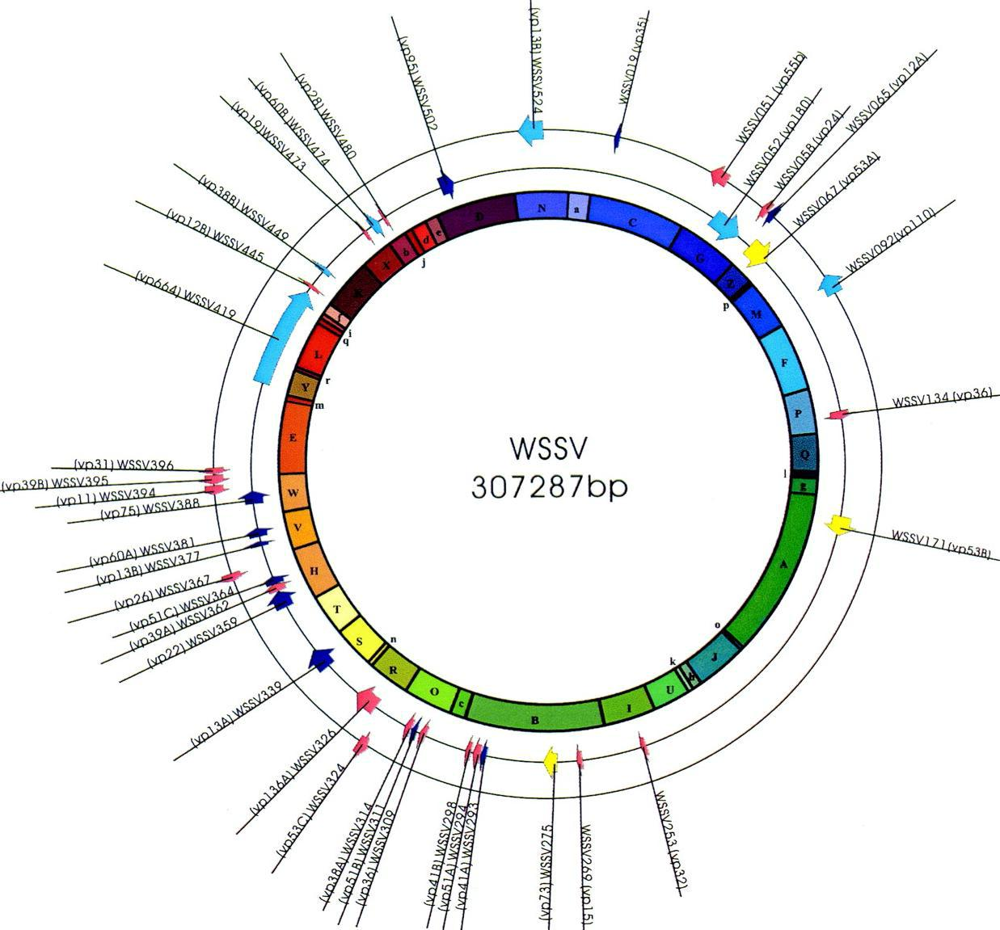 (vp13B) WSSV524
WSSV019 (vp35)
WSSV051 (vp55b)
WSSV052 (vp180)
WSSV058 (vp24)
WSSV065 (vp12A)
WSSV067 (vp53A)
WSSV092(vp110)
WSSV134 (vp36)
WSSV171(vp53B)
WSSV253 (vp32)
WSSV269 (vp15)
(vp73) WSSV275
(vp41A) WSSV293
(vp51A) WSSV294
(vp41B) WSSV298
(vp36) WSSV309
(vp51B) WSSV311
(vp38A) WSSV314
(vp53C) WSSV324
(vp136A) WSSV326
(vp13A) WSSV339
(vp22) WSSV359
(vp39A) WSSV362
(vp51C) WSSV364
(vp26) WSSV367
(vp13B) WSSV377
(vp60A) WSSV381
(vp75) WSSV388
(vp11) WSSV394
(vp39B) WSSV395
(vp31) WSSV396
(vp664) WSSV419
(vp12B) WSSV445
(vp38B) WSSV449
(vp19)WSSV473
(vp60B )WSSV474
(vp28) WSSV480
(vp95) WSSV502
N
a
C
G
Z
p
M
F
P
Q
l
g
A
o
J
h
k
U
I
B
c
O
R
n
S
T
H
V
W
E
m
Y
r
L
q
i
f
K
X
b
j
d
e
D
WSSV
307287bp